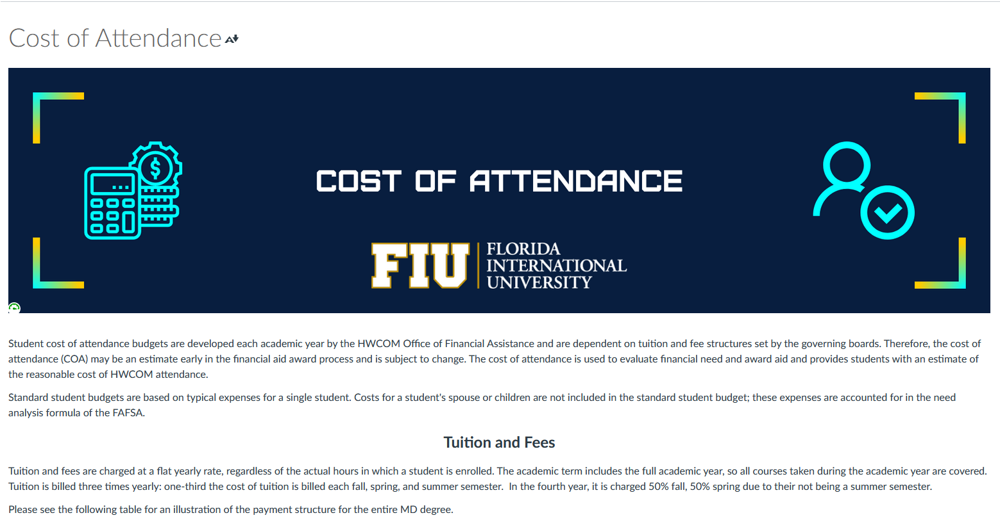 Cost of Attendance
COST OF ATTENDANCE
FIU
FLORIDA
INTERNATIONAL
UNIVERSITY
Student cost of attendance budgets are developed each academic year by the HWCOM Office of Financial Assistance and are dependent on tuition and fee structures set by the governing boards. Therefore, the cost of
attendance (COA) may be an estimate early in the financial aid award process and is subject to change. The cost of attendance is used to evaluate financial need and award aid and provides students with an estimate of
the reasonable cost of HWCOM attendance.
Standard student budgets are based on typical expenses for a single student. Costs for a student's spouse or children are not included in the standard student budget; these expenses are accounted for in the need
analysis formula of the FAFSA.
Tuition and Fees
Tuition and fees are charged at a flat yearly rate, regardless of the actual hours in which a student is enrolled. The academic term includes the full academic year, so all courses taken during the academic year are covered.
Tuition is billed three times yearly: one-third the cost of tuition is billed each fall, spring, and summer semester.  In the fourth year, it is charged 50% fall, 50% spring due to their not being a summer semester.
Please see the following table for an illustration of the payment structure for the entire MD degree.